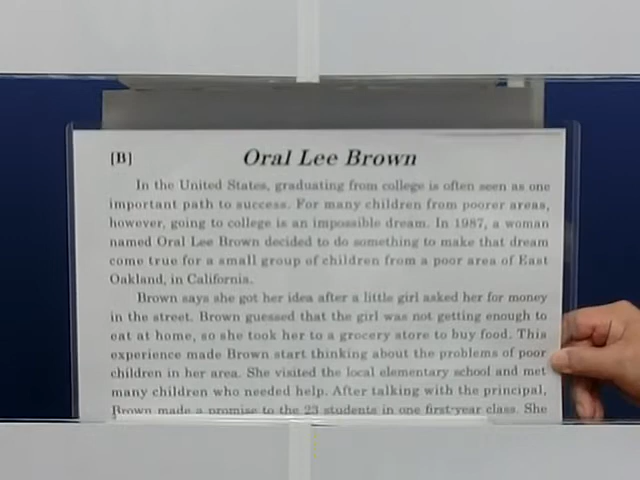 [B] Oral Lee Brown
In the United States, graduating from college is often seen as one
important path to success. For many children from poorer areas,
however, going to college is an impossible dream. In 1987, a woman
named Oral Lee Brown decided to do something to make that dream
come true for a small group of children from a poor area of East
Oakland, in California.
Brown says she got her idea after a little girl asked her for money
in the street. Brown guessed that the girl was not getting enough to
eat at home, so she took her to a grocery store to buy food. This
experience made Brown start thinking about the problems of poor
children in her area. She visited the local elementary school and met
many children who needed help. After talking with the principal,
Brown made a promise to the 23 students in one first-year class. She